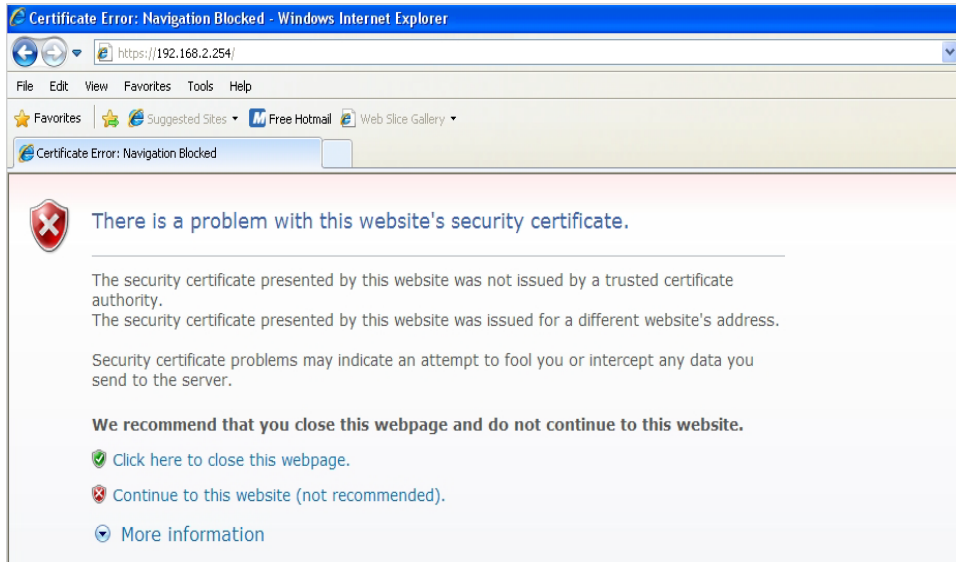 Certificate Error: Navigation Blocked - Windows Internet Explorer
https://192.168.2.254/
File Edit View Favorites Tools Help
Favorites Suggested Sites Free Hotmail Web Slice Gallery
Certificate Error: Navigation Blocked
There is a problem with this website's security certificate.
The security certificate presented by this website was not issued by a trusted certificate
authority.
The security certificate presented by this website was issued for a different website's address.
Security certificate problems may indicate an attempt to fool you or intercept any data you
send to the server.
We recommend that you close this webpage and do not continue to this website.
Click here to close this webpage.
Continue to this website (not recommended).
More information